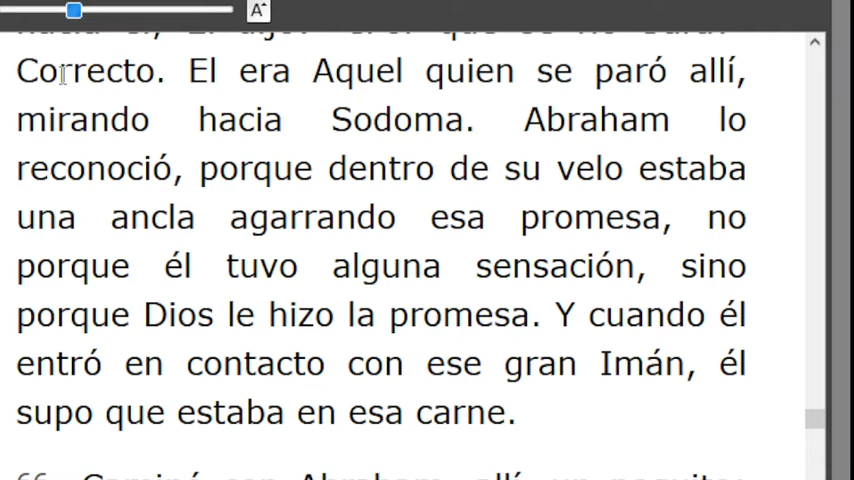 A
Correcto. El era Aquel quien se paró allí,
mirando hacia Sodoma. Abraham lo
reconoció, porque dentro de su velo estaba
una ancla agarrando esa promesa, no
porque él tuvo alguna sensación, sino
porque Dios le hizo la promesa. Y cuando él
entró en contacto con ese gran Imán, él
supo que estaba en esa carne.